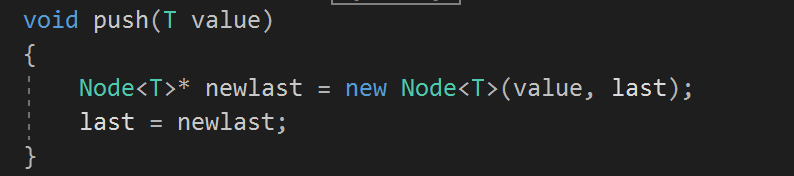 void push(T value)
{
    Node<T>* newlast = new Node<T>(value, last);
    last = newlast;
}